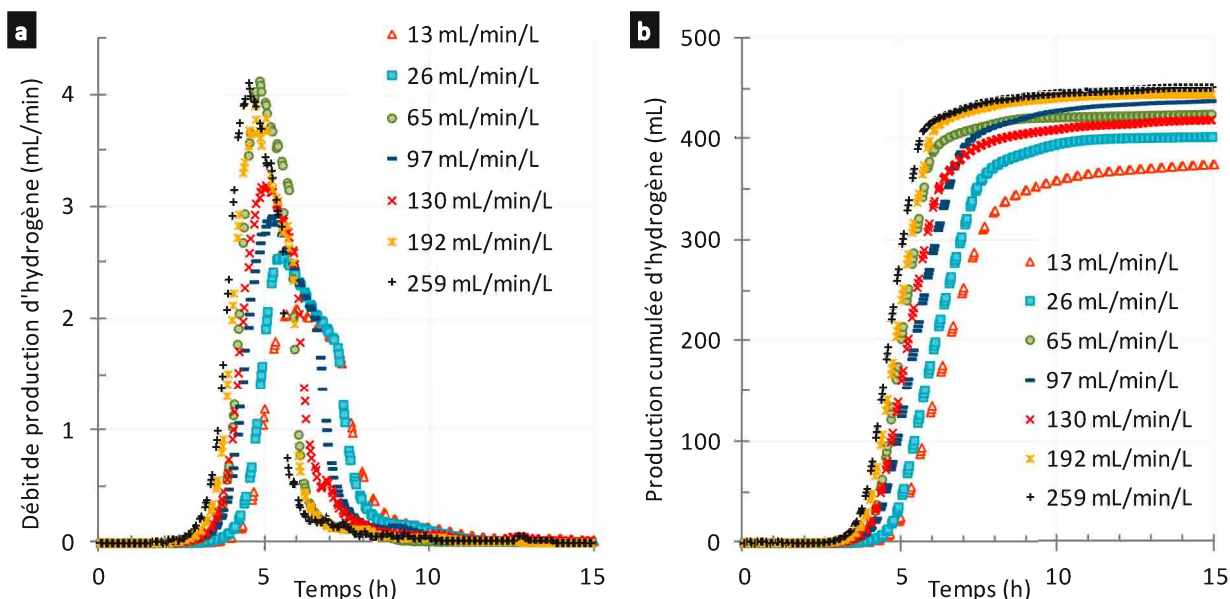 a
Débit de production d'hydrogène (mL/min)
4
3
2
1
0
0
5
10
15
Temps (h)
13 mL/min/L
26 mL/min/L
65 mL/min/L
97 mL/min/L
130 mL/min/L
192 mL/min/L
259 mL/min/L
b
Production cumulée d'hydrogène (mL)
500
400
300
200
100
0
0
5
10
15
Temps (h)
13 mL/min/L
26 mL/min/L
65 mL/min/L
97 mL/min/L
130 mL/min/L
192 mL/min/L
259 mL/min/L